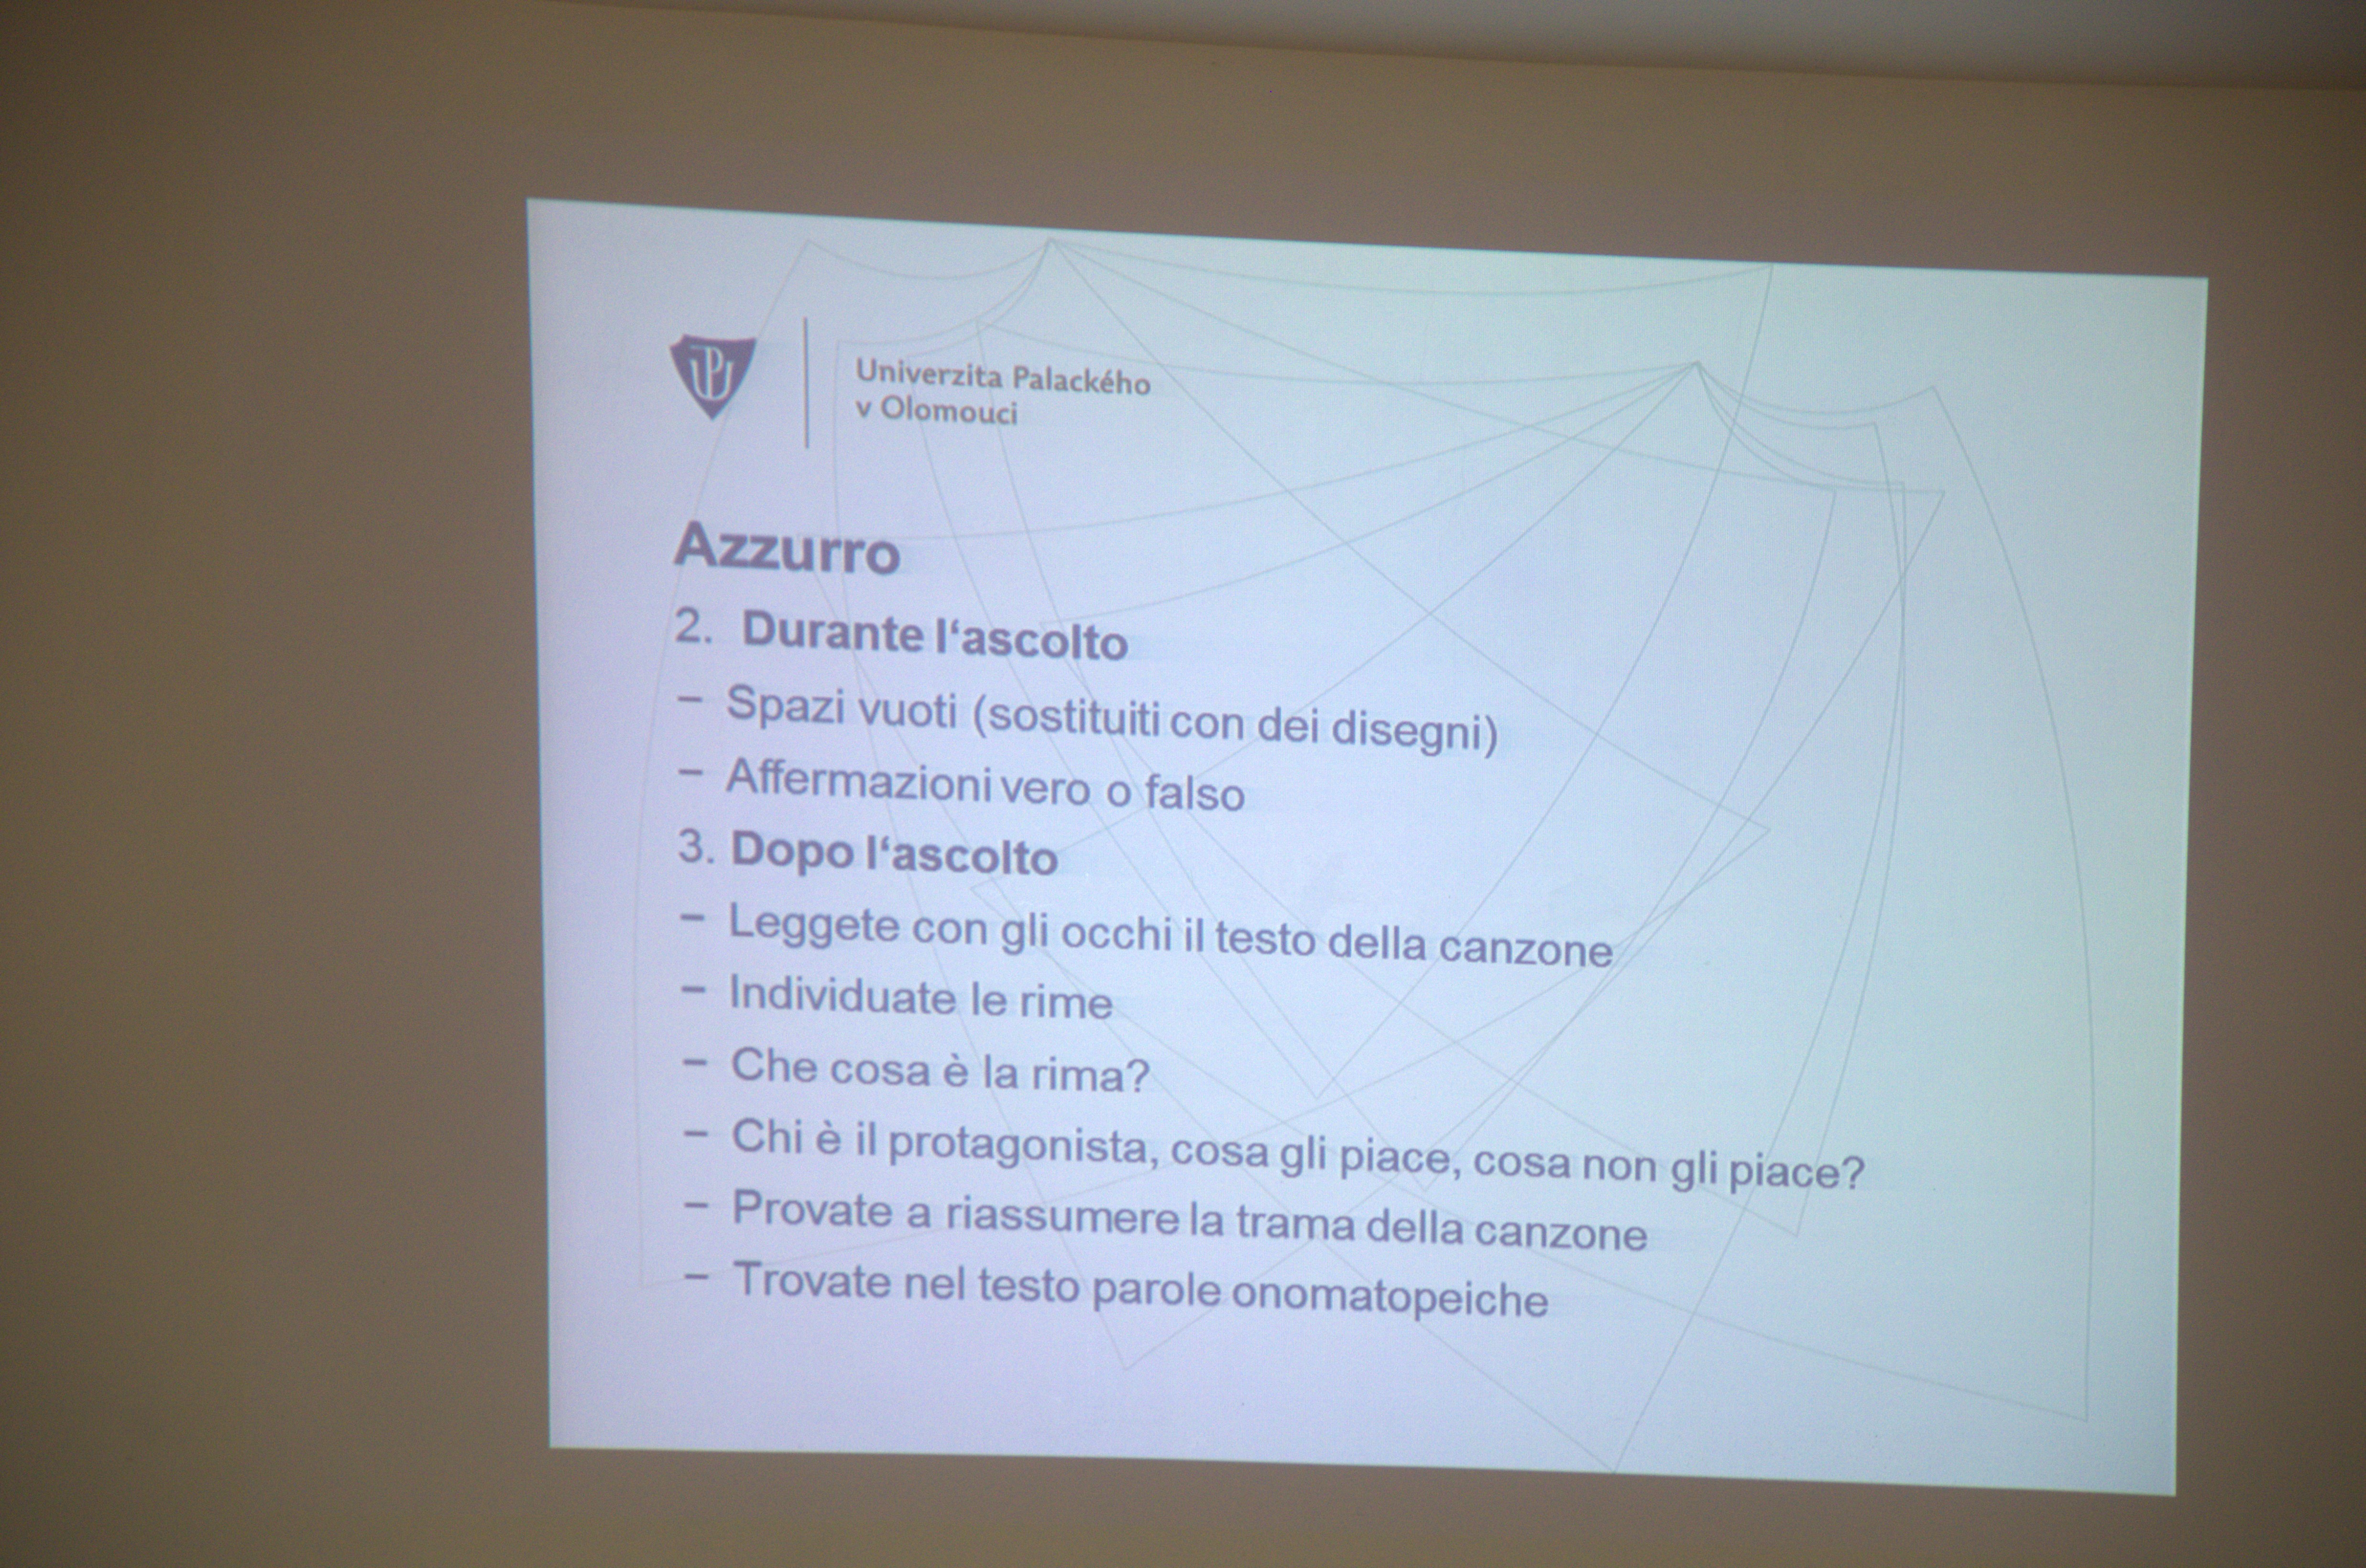 UP
Univerzita Palackého
v Olomouci
Azzurro
2. Durante l‘ascolto
– Spazi vuoti (sostituiti con dei disegni)
– Affermazioni vero o falso
3. Dopo l‘ascolto
– Leggete con gli occhi il testo della canzone
– Individuate le rime
– Che cosa è la rima?
– Chi è il protagonista, cosa gli piace, cosa non gli piace?
– Provate a riassumere la trama della canzone
– Trovate nel testo parole onomatopeiche